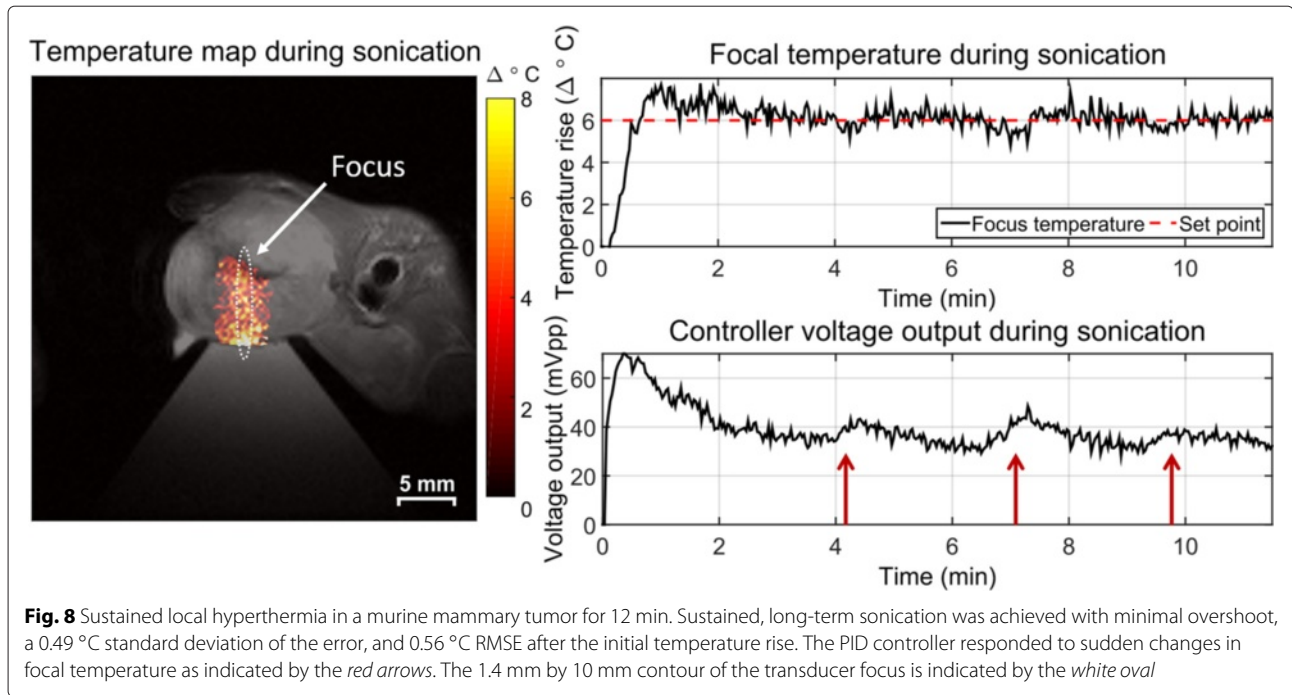 Temperature map during sonication
Δ ° C
8
6
4
2
0
Focus
5 mm
Focal temperature during sonication
Temperature rise (Δ ° C)
6
4
2
0
Focus temperature
Set point
0 2 4 6 8 10
Time (min)
Controller voltage output during sonication
Voltage output (mVpp)
60
40
20
0
0 2 4 6 8 10
Time (min)
Fig. 8 Sustained local hyperthermia in a murine mammary tumor for 12 min. Sustained, long-term sonication was achieved with minimal overshoot,
a 0.49 °C standard deviation of the error, and 0.56 °C RMSE after the initial temperature rise. The PID controller responded to sudden changes in
focal temperature as indicated by the red arrows. The 1.4 mm by 10 mm contour of the transducer focus is indicated by the white oval